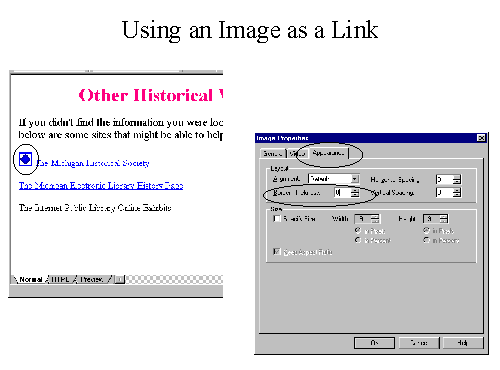 Using an Image as a Link
Other Historical
If you didn't find the information you were loo
below are some sites that might be able to help
The Michigan Historical Society
The Michigan Electronic Library History Page
The Internet Public Library Online Exhibits
Normal HTML Preview
Image Properties
General Video Appearance
Layout
Alignment: Default Horizontal Spacing: 0
Border Thickness: 0 Vertical Spacing: 0
Size
Specify Size Width Height
in Pixels in Pixels
in Percent in Percent
Keep Aspect Ratio
OK Cancel Help